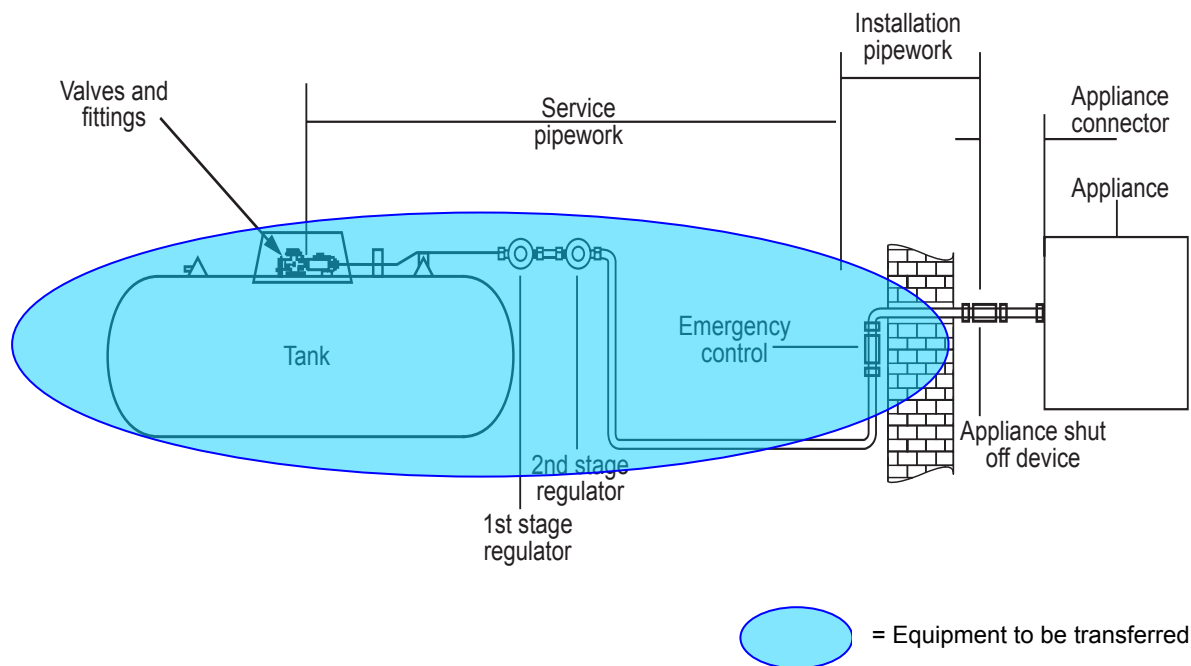 Installation
pipework
Valves and
fittings
Service
pipework
Appliance
connector
Appliance
Emergency
control
Tank
Appliance shut
off device
2nd stage
regulator
1st stage
regulator
= Equipment to be transferred